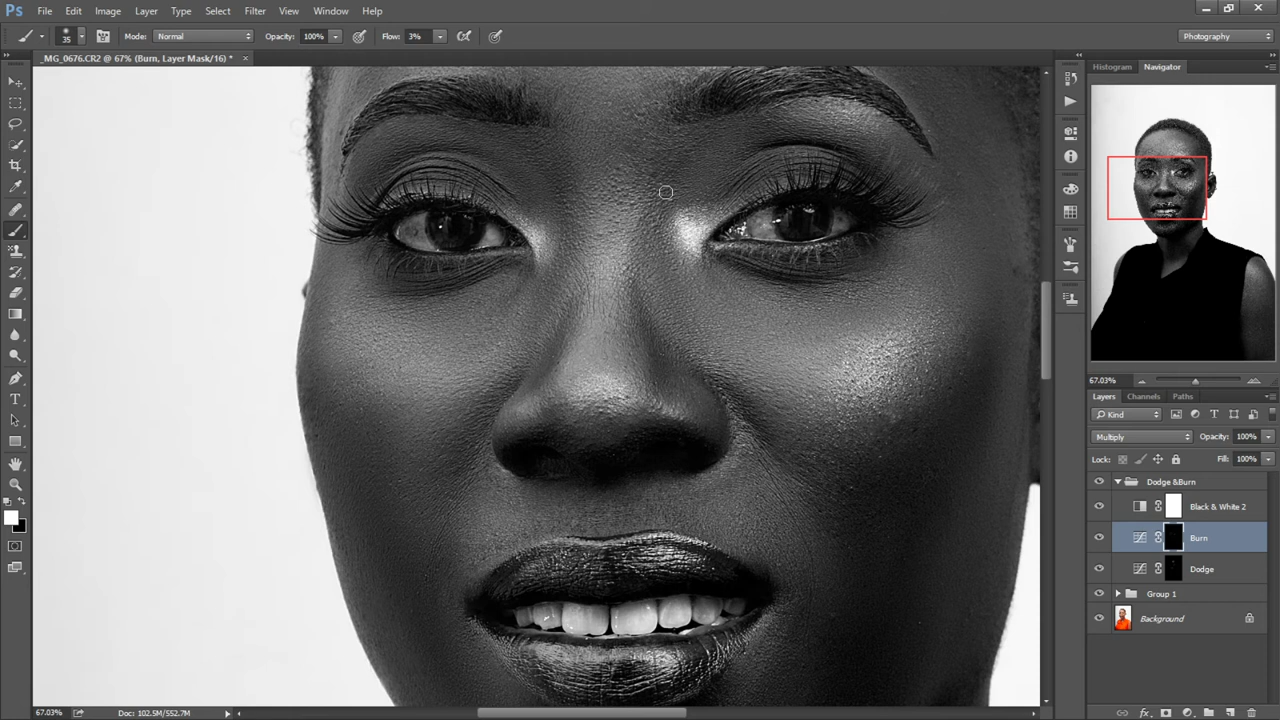 Ps File Edit Image Layer Type Select Filter View Window Help
35 Mode: Normal Opacity: 100% Flow: 3% Photography
_MG_0676.CR2 @ 67% (Burn, Layer Mask/16) * ×
Histogram Navigator
67.03%
Layers Channels Paths
Kind
Multiply Opacity: 100%
Lock: Fill: 100%
Dodge &Burn
Black & White 2
Burn
Dodge
Group 1
Background
67.03% Doc: 102.5M/552.7M